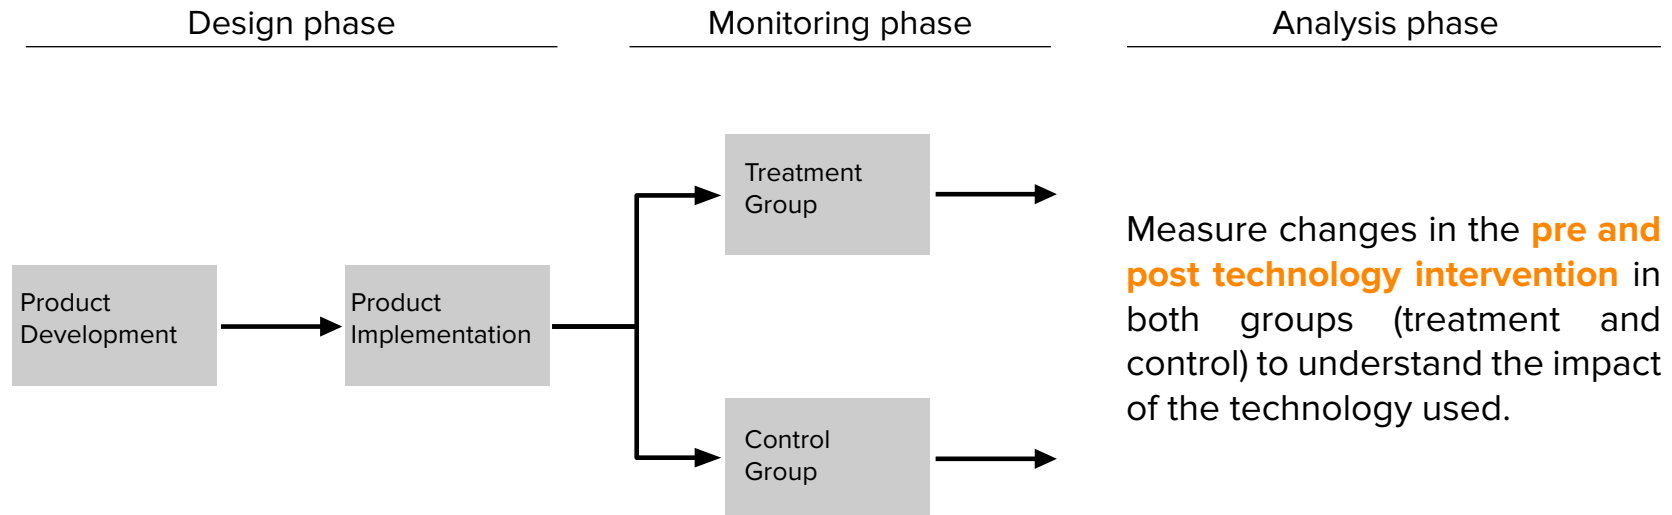 Design phase
Monitoring phase
Analysis phase
Treatment
Group
Product
Development
Product
Implementation
Control
Group
Measure changes in the pre and
post technology intervention in
both groups (treatment and
control) to understand the impact
of the technology used.